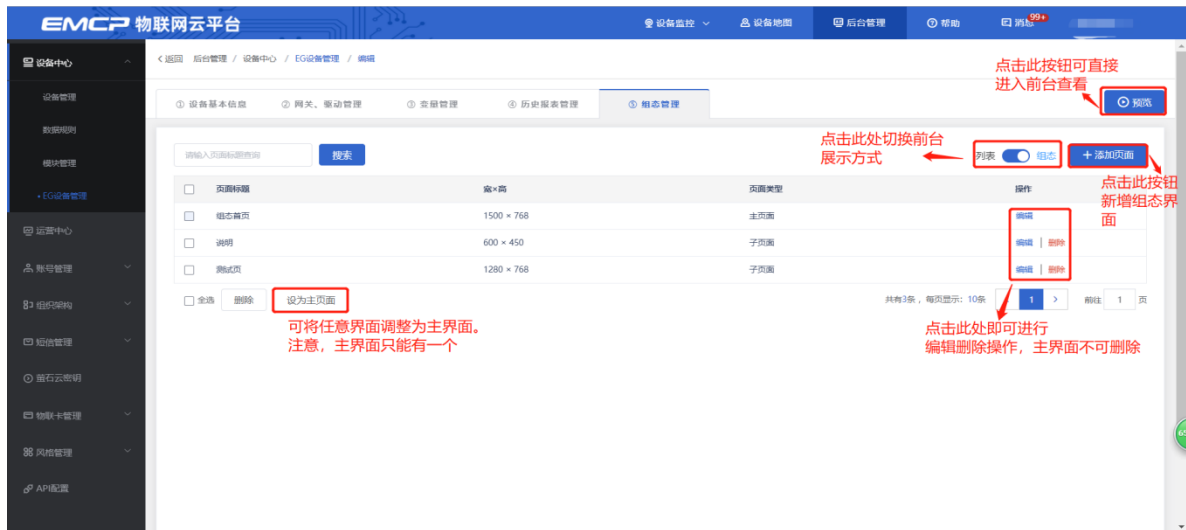 EMCP 物联网云平台
设备监控
设备地图
后台管理
帮助
消息
99+
设备中心
设备管理
数据规则
模块管理
EG设备管理
运营中心
账号管理
组织架构
短信管理
萤石云密钥
物联卡管理
风格管理
API配置
返回 后台管理 / 设备中心 / EG设备管理 / 编辑
点击此按钮可直接
进入前台查看
① 设备基本信息 ② 网关、驱动管理 ③ 变量管理 ④ 历史报表管理 ⑤ 组态管理
预览
请输入页面标题查询 搜索
点击此处切换前台
展示方式
列表 组态
+添加页面
点击此按钮
新增组态界
面
页面标题 宽×高 页面类型 操作
组态首页 1500 × 768 主页面 编辑
说明 600 × 450 子页面 编辑 | 删除
测试页 1280 × 768 子页面 编辑 | 删除
全选 删除 设为主页面
共有3条，每页显示：10条 1 > 前往 1 页
可将任意界面调整为主界面。
注意，主界面只能有一个
点击此处即可进行
编辑删除操作，主界面不可删除